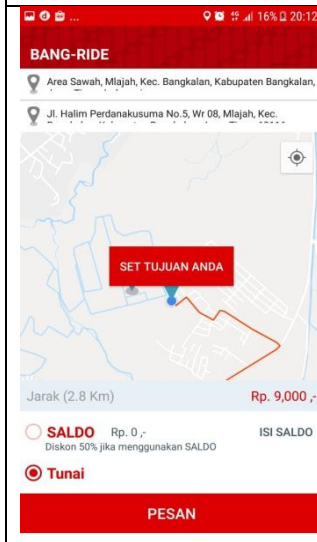 ... 16% 20:12
BANG-RIDE
Area Sawah, Mlajah, Kec. Bangkalan, Kabupaten Bangkalan,
Jl. Halim Perdanakusuma No.5, Wr 08, Mlajah, Kec.
SET TUJUAN ANDA
Jarak (2.8 Km) Rp. 9,000 ,-
SALDO Rp. 0 ,- ISI SALDO
Diskon 50% jika menggunakan SALDO
Tunai
PESAN